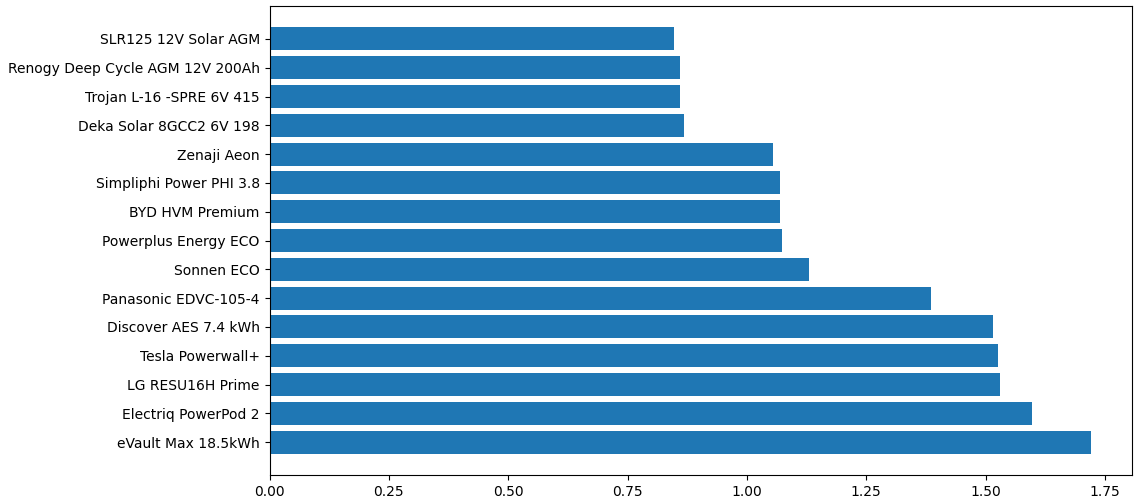 SLR125 12V Solar AGM
Renogy Deep Cycle AGM 12V 200Ah
Trojan L-16 -SPRE 6V 415
Deka Solar 8GCC2 6V 198
Zenaji Aeon
Simpliphi Power PHI 3.8
BYD HVM Premium
Powerplus Energy ECO
Sonnen ECO
Panasonic EDVC-105-4
Discover AES 7.4 kWh
Tesla Powerwall+
LG RESU16H Prime
Electriq PowerPod 2
eVault Max 18.5kWh
0.00 0.25 0.50 0.75 1.00 1.25 1.50 1.75